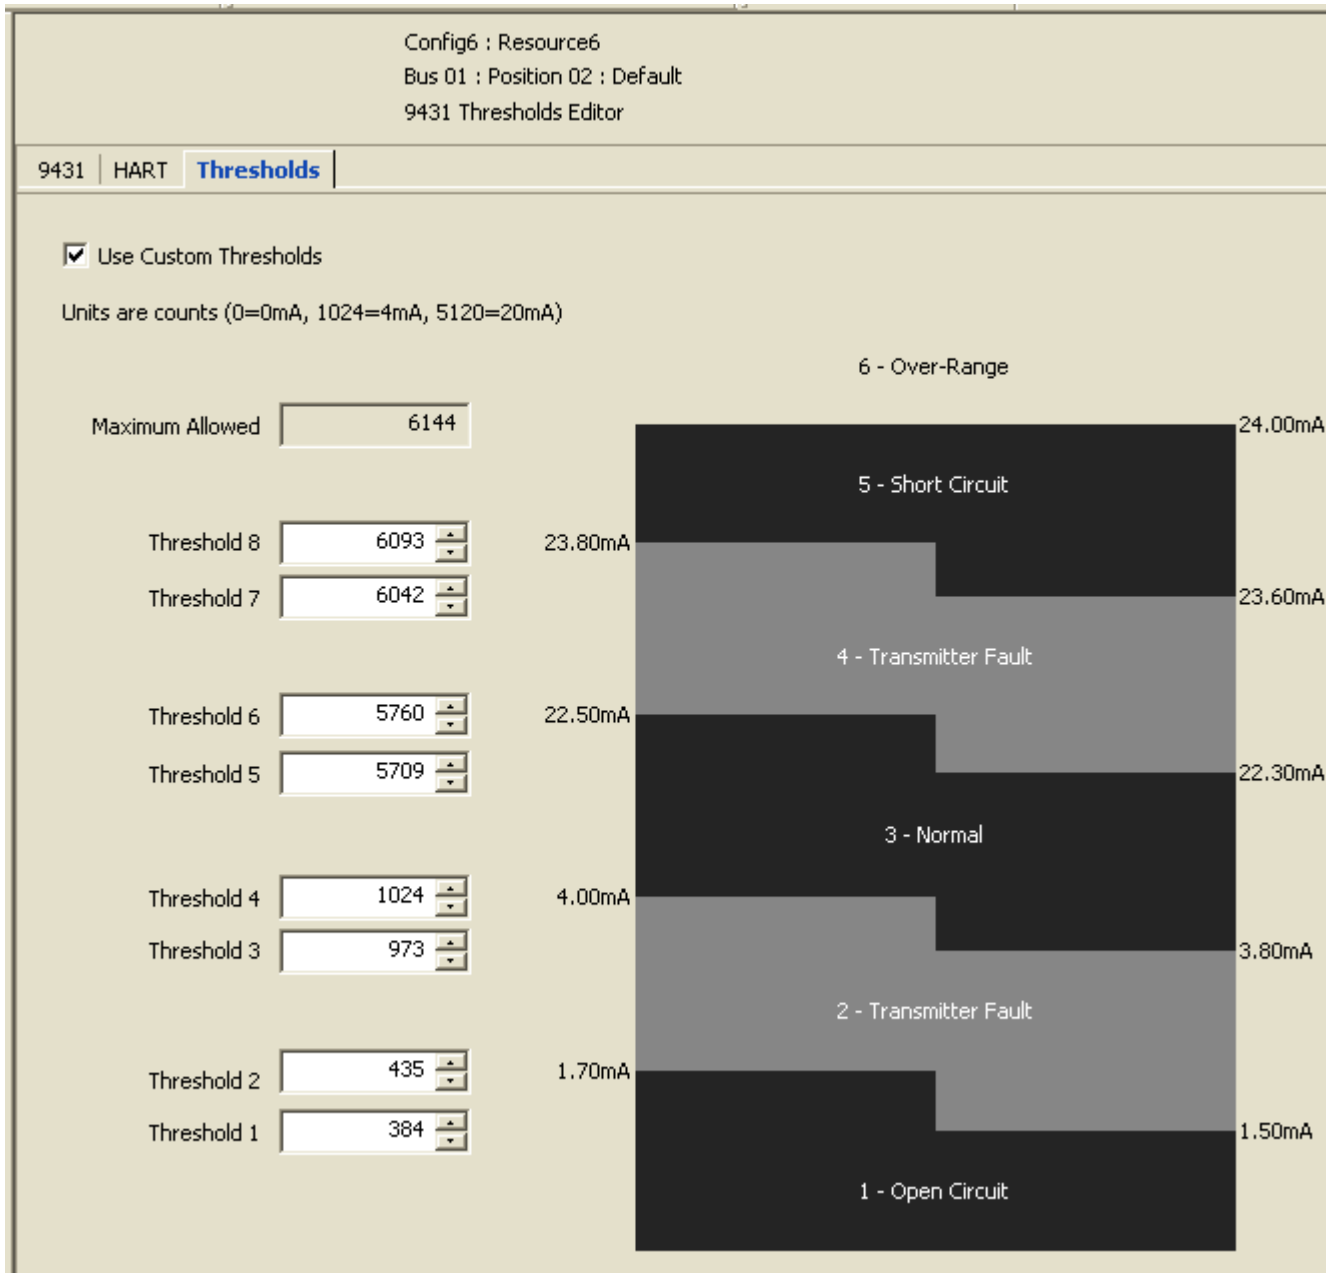 Config6 : Resource6
Bus 01 : Position 02 : Default
9431 Thresholds Editor
9431 HART Thresholds
Use Custom Thresholds
Units are counts (0=0mA, 1024=4mA, 5120=20mA)
6 - Over-Range
Maximum Allowed 6144 24.00mA
5 - Short Circuit
Threshold 8 6093 23.80mA
Threshold 7 6042 23.60mA
4 - Transmitter Fault
Threshold 6 5760 22.50mA
Threshold 5 5709 22.30mA
3 - Normal
Threshold 4 1024 4.00mA
Threshold 3 973 3.80mA
2 - Transmitter Fault
Threshold 2 435 1.70mA
Threshold 1 384 1.50mA
1 - Open Circuit